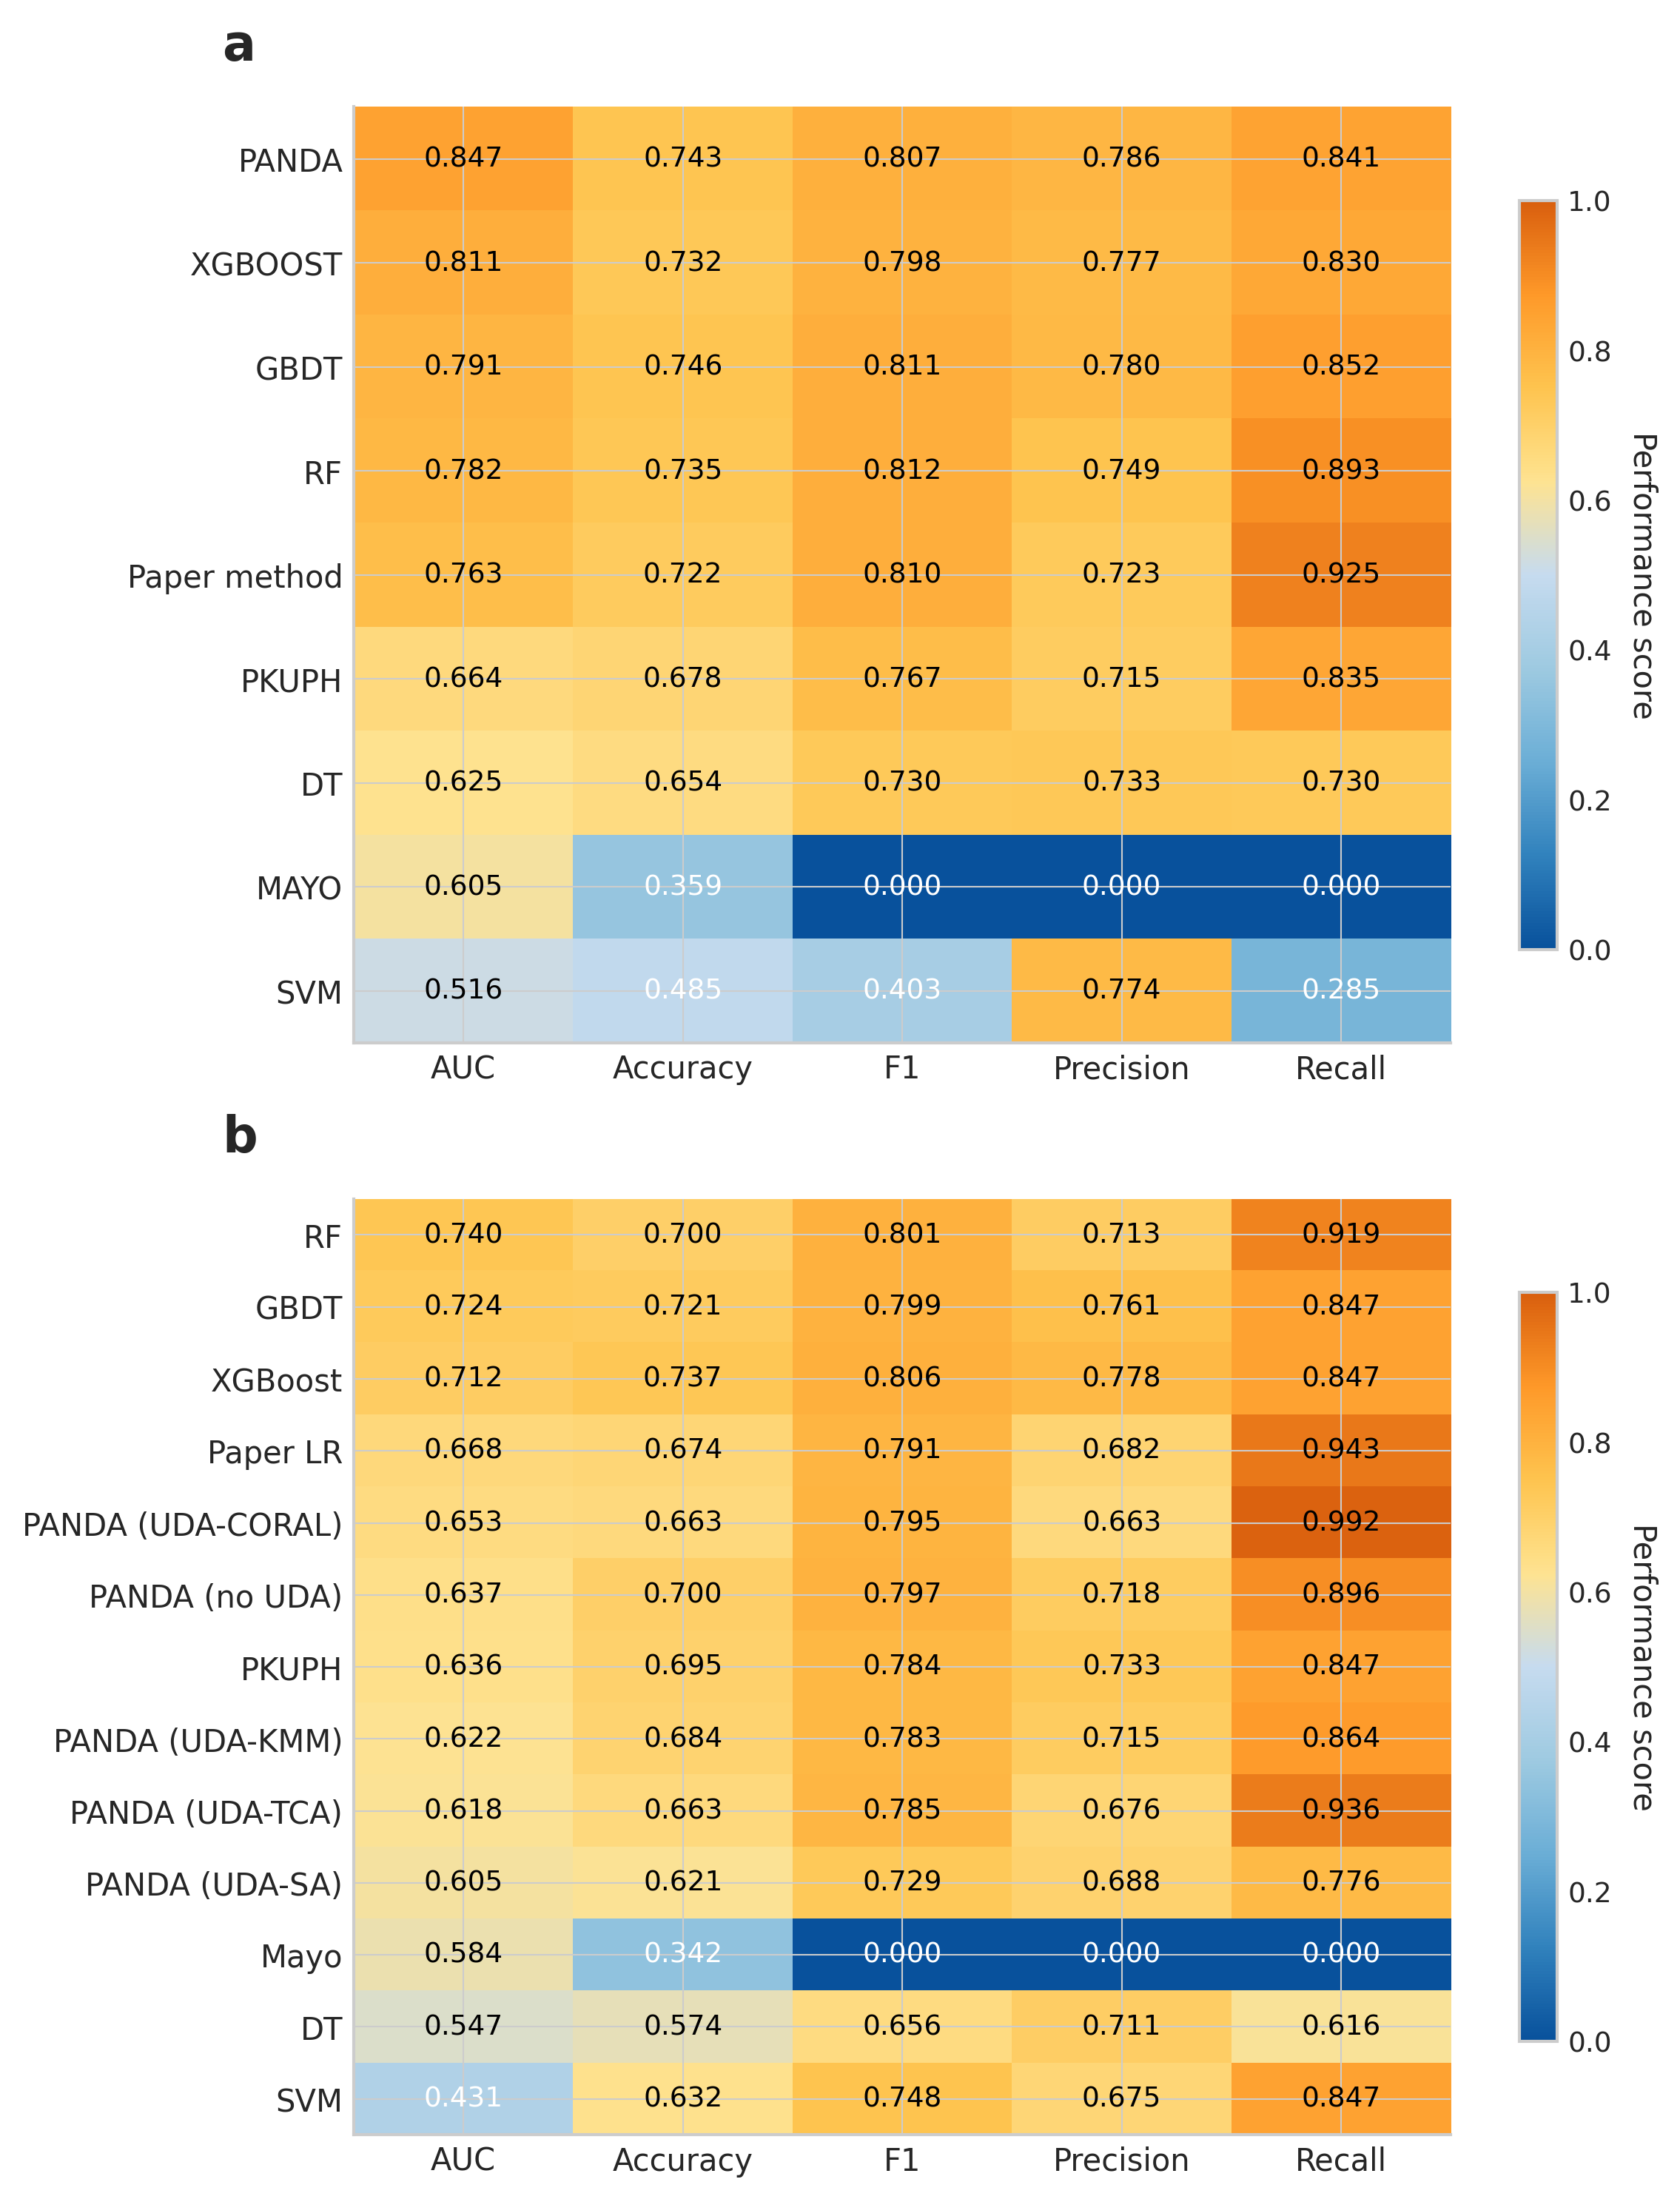 a
PANDA 0.847 0.743 0.807 0.786 0.841
XGBOOST 0.811 0.732 0.798 0.777 0.830
GBDT 0.791 0.746 0.811 0.780 0.852
RF 0.782 0.735 0.812 0.749 0.893
Paper method 0.763 0.722 0.810 0.723 0.925
PKUPH 0.664 0.678 0.767 0.715 0.835
DT 0.625 0.654 0.730 0.733 0.730
MAYO 0.605 0.359 0.000 0.000 0.000
SVM 0.516 0.485 0.403 0.774 0.285
AUC Accuracy F1 Precision Recall
1.0
0.8
0.6
0.4
0.2
0.0
Performance score
b
RF 0.740 0.700 0.801 0.713 0.919
GBDT 0.724 0.721 0.799 0.761 0.847
XGBoost 0.712 0.737 0.806 0.778 0.847
Paper LR 0.668 0.674 0.791 0.682 0.943
PANDA (UDA-CORAL) 0.653 0.663 0.795 0.663 0.992
PANDA (no UDA) 0.637 0.700 0.797 0.718 0.896
PKUPH 0.636 0.695 0.784 0.733 0.847
PANDA (UDA-KMM) 0.622 0.684 0.783 0.715 0.864
PANDA (UDA-TCA) 0.618 0.663 0.785 0.676 0.936
PANDA (UDA-SA) 0.605 0.621 0.729 0.688 0.776
Mayo 0.584 0.342 0.000 0.000 0.000
DT 0.547 0.574 0.656 0.711 0.616
SVM 0.431 0.632 0.748 0.675 0.847
AUC Accuracy F1 Precision Recall
1.0
0.8
0.6
0.4
0.2
0.0
Performance score